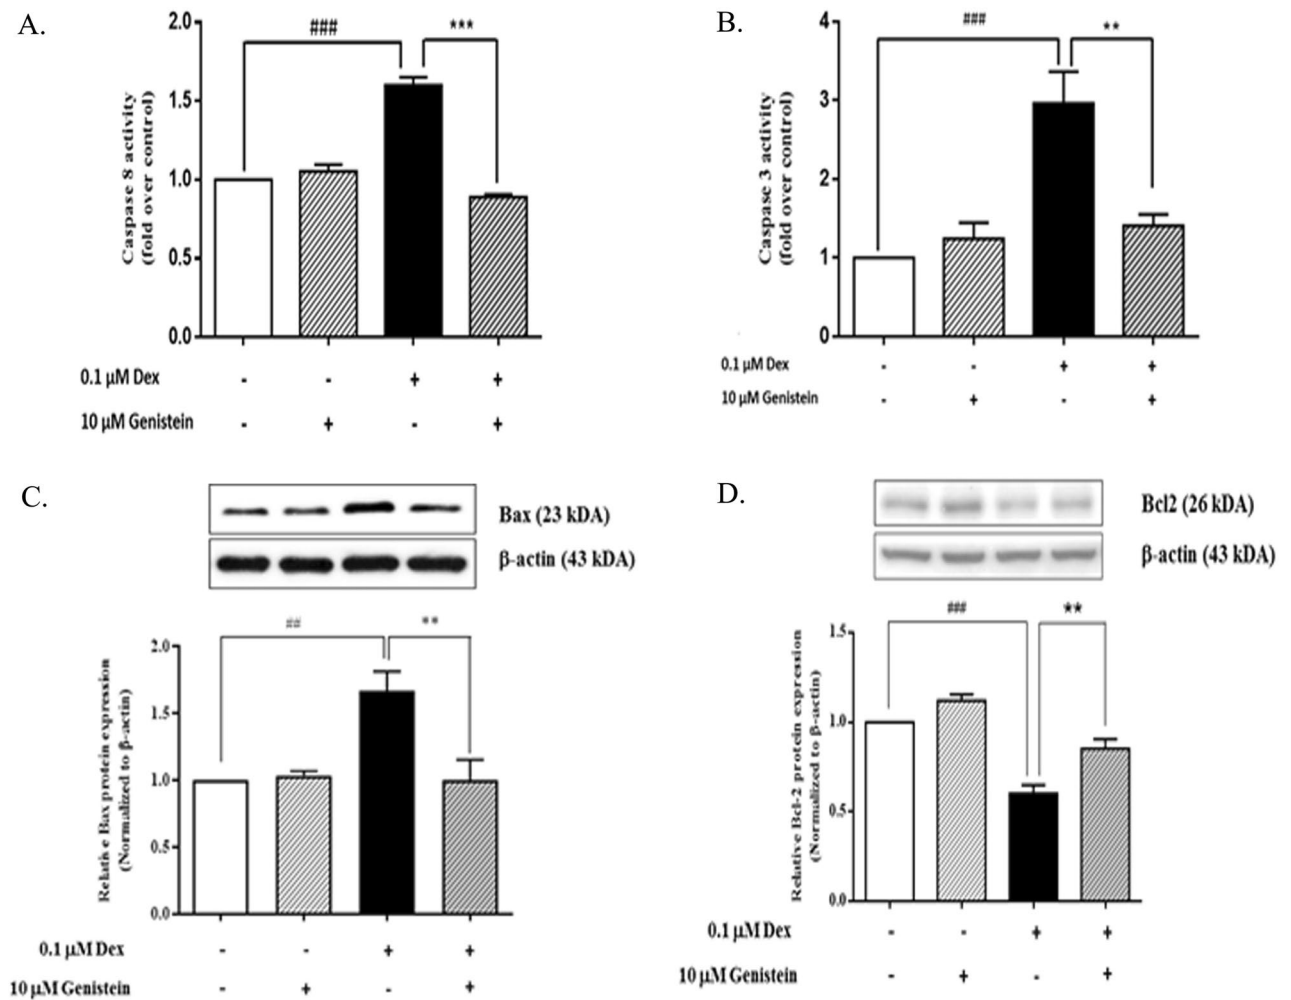 A.
2.0
1.5
1.0
0.5
0.0
Caspase 8 activity
(fold over control)
###
***
0.1 µM Dex - - + +
10 µM Genistein - + - +
B.
4
3
2
1
0
Caspase 3 activity
(fold over control)
###
**
0.1 µM Dex - - + +
10 µM Genistein - + - +
C.
Bax (23 kDA)
β-actin (43 kDA)
2.0
1.5
1.0
0.5
0.0
Relative Bax protein expression
(Normalized to β-actin)
##
**
0.1 µM Dex - - + +
10 µM Genistein - + - +
D.
Bcl2 (26 kDA)
β-actin (43 kDA)
1.5
1.0
0.5
0.0
Relative Bcl-2 protein expression
(Normalized to β-actin)
###
**
0.1 µM Dex - - + +
10 µM Genistein - + - +